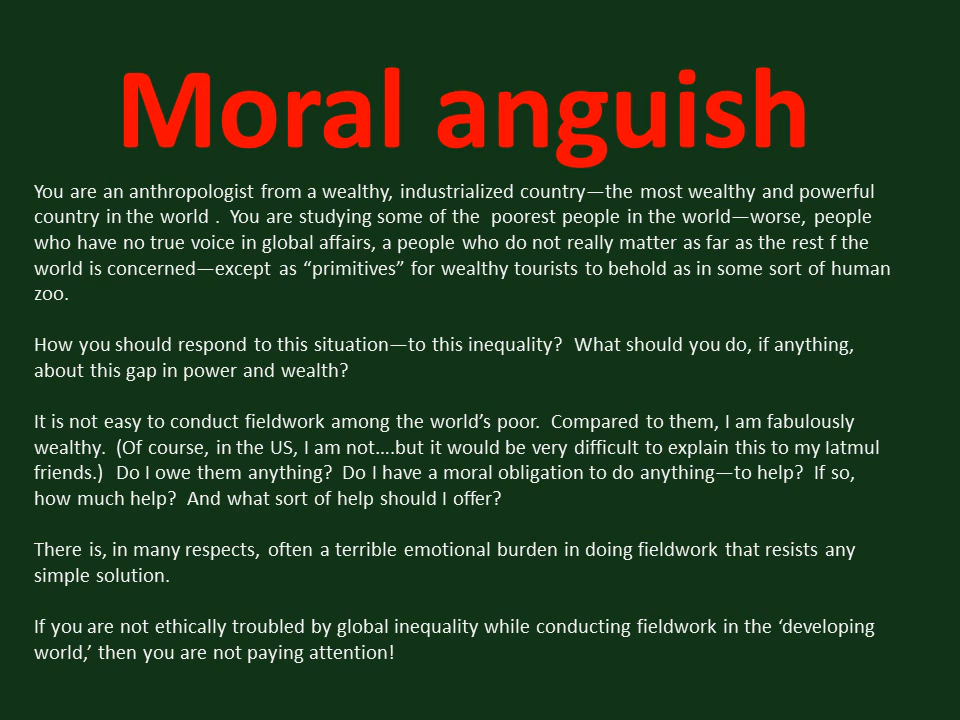 Moral anguish
You are an anthropologist from a wealthy, industrialized country—the most wealthy and powerful
country in the world .  You are studying some of the  poorest people in the world—worse, people
who have no true voice in global affairs, a people who do not really matter as far as the rest f the
world is concerned—except  as “primitives” for wealthy tourists to behold as in some sort of human
zoo.
How you should respond to this situation—to this inequality?  What should you do, if anything,
about this gap in power and wealth?
It is not easy to conduct fieldwork among the world’s poor.  Compared to them, I am fabulously
wealthy.  (Of course, in the US, I am not....but it would be very difficult to explain this to my Iatmul
friends.)  Do I owe them anything?  Do I have a moral obligation to do anything—to help?  If so,
how much help?  And what sort of help should I offer?
There is, in many respects, often a terrible emotional burden in doing fieldwork that resists any
simple solution.
If you are not ethically troubled by global inequality while conducting fieldwork in the ‘developing
world,’ then you are not paying attention!